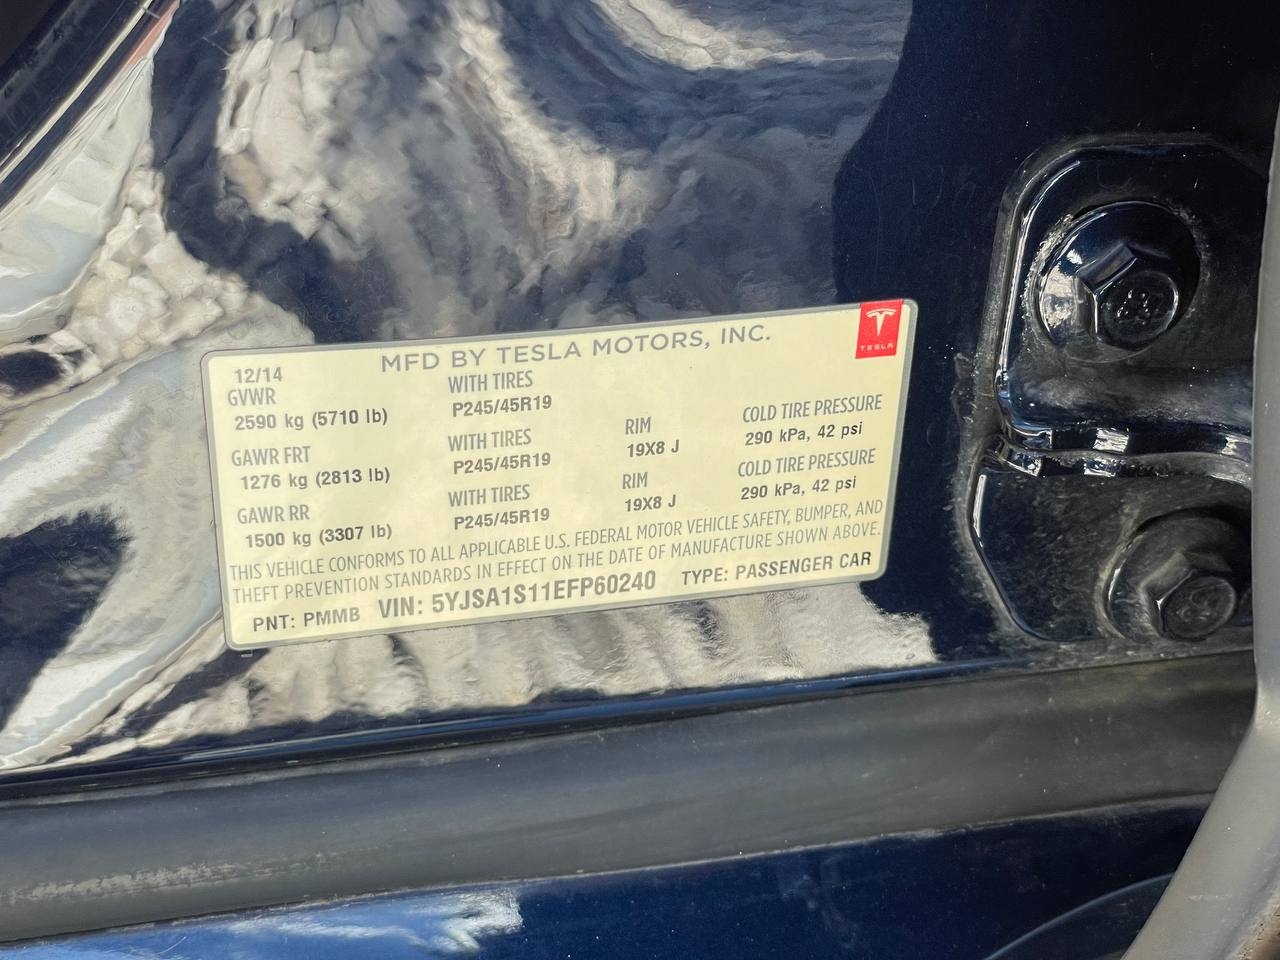 MFD BY TESLA MOTORS, INC.
TESLA
12/14
GVWR WITH TIRES
2590 kg (5710 lb) P245/45R19
GAWR FRT WITH TIRES RIM COLD TIRE PRESSURE
1276 kg (2813 lb) P245/45R19 19X8 J 290 kPa, 42 psi
GAWR RR WITH TIRES RIM COLD TIRE PRESSURE
1500 kg (3307 lb) P245/45R19 19X8 J 290 kPa, 42 psi
THIS VEHICLE CONFORMS TO ALL APPLICABLE U.S. FEDERAL MOTOR VEHICLE SAFETY, BUMPER, AND
THEFT PREVENTION STANDARDS IN EFFECT ON THE DATE OF MANUFACTURE SHOWN ABOVE.
PNT: PMMB VIN: 5YJSA1S11EFP60240 TYPE: PASSENGER CAR